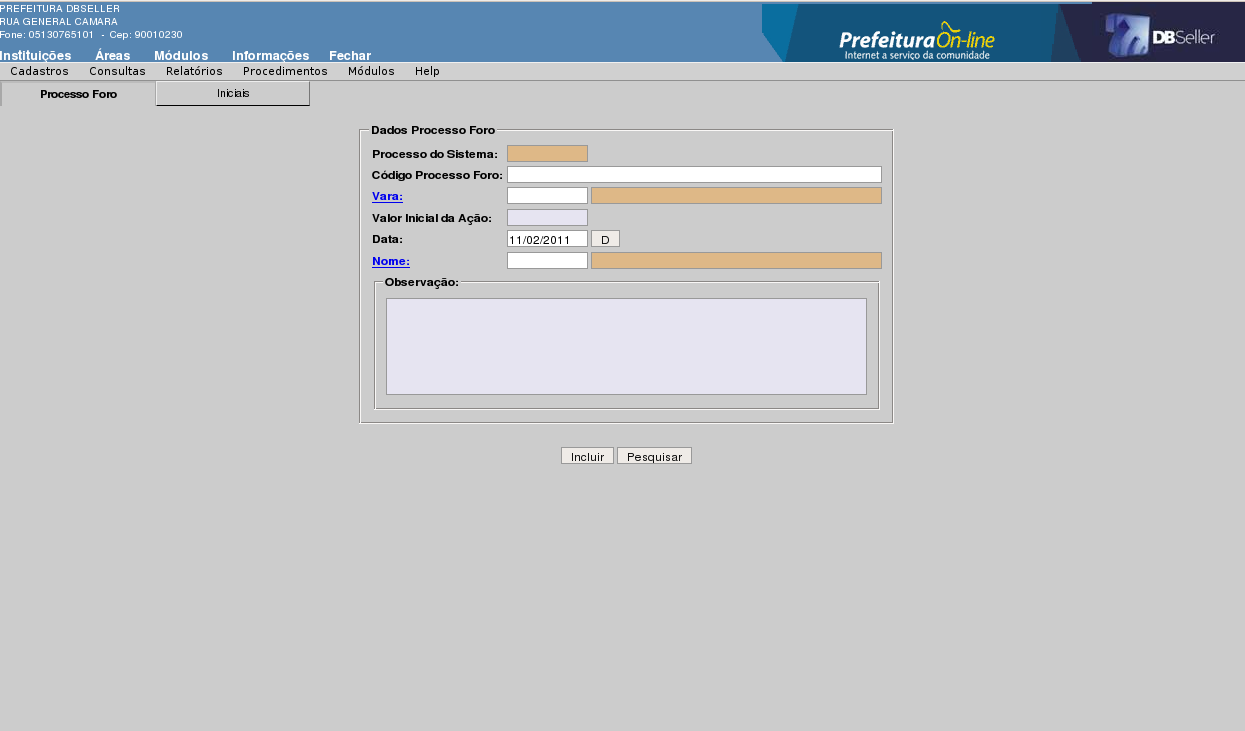 PREFEITURA DBSELLER
RUA GENERAL CAMARA
Fone: 05130765101 - Cep: 90010230
Prefeitura On-line
Internet a serviço da comunidade
DBSeller
Instituições Áreas Módulos Informações Fechar
Cadastros Consultas Relatórios Procedimentos Módulos Help
Processo Foro Iniciais
Dados Processo Foro
Processo do Sistema:
Código Processo Foro:
Vara:
Valor Inicial da Ação:
Data: 11/02/2011 D
Nome:
Observação:
Incluir Pesquisar